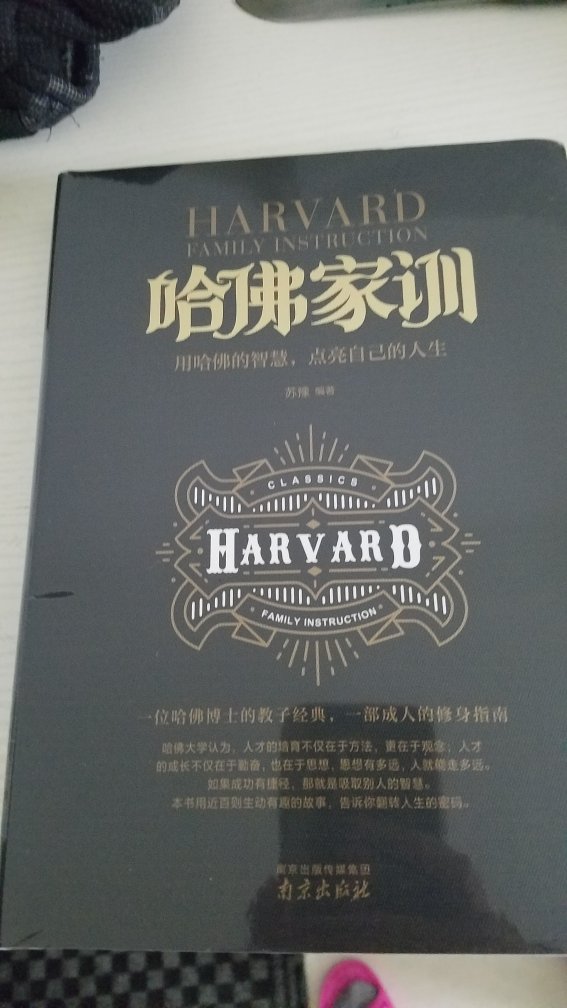 HARVARD
FAMILY INSTRUCTION
哈佛家训
用哈佛的智慧，点亮自己的人生
苏豫 编著
CLASSICS
HARVARD
FAMILY INSTRUCTION
一位哈佛博士的教子经典，一部成人的修身指南
哈佛大学认为，人才的培育不仅在于方法，更在于观念；人才
的成长不仅在于勤奋，也在于思想，思想有多远，人就能走多远。
如果成功有捷径，那就是吸取别人的智慧。
本书用近百则生动有趣的故事，告诉你翻转人生的密码。
南京出版传媒集团
南京出版社